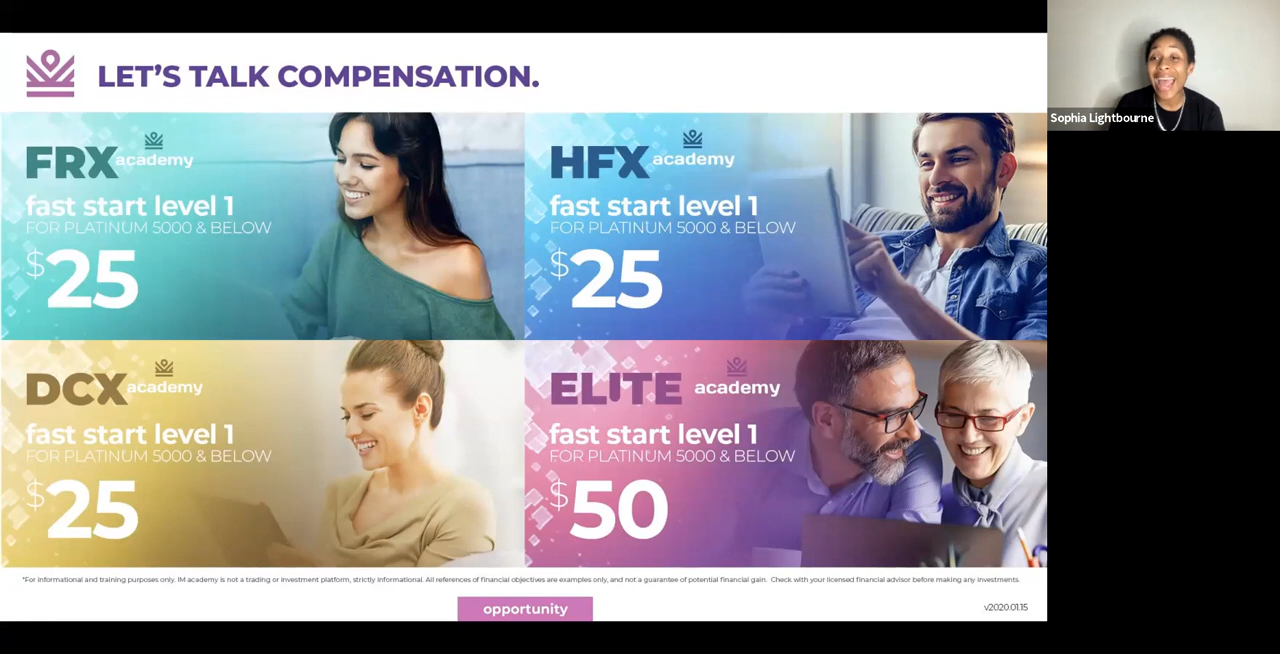 LET'S TALK COMPENSATION.
Sophia Lightbourne
FRX academy
fast start level 1
FOR PLATINUM 5000 & BELOW
$25
HFX academy
fast start level 1
FOR PLATINUM 5000 & BELOW
$25
DCX academy
fast start level 1
FOR PLATINUM 5000 & BELOW
$25
ELITE academy
fast start level 1
FOR PLATINUM 5000 & BELOW
$50
*For informational and training purposes only. IM academy is not a trading or investment platform, strictly informational. All references of financial objectives are examples only, and not a guarantee of potential financial gain. Check with your licensed financial advisor before making any investments.
opportunity
v2020.01.15